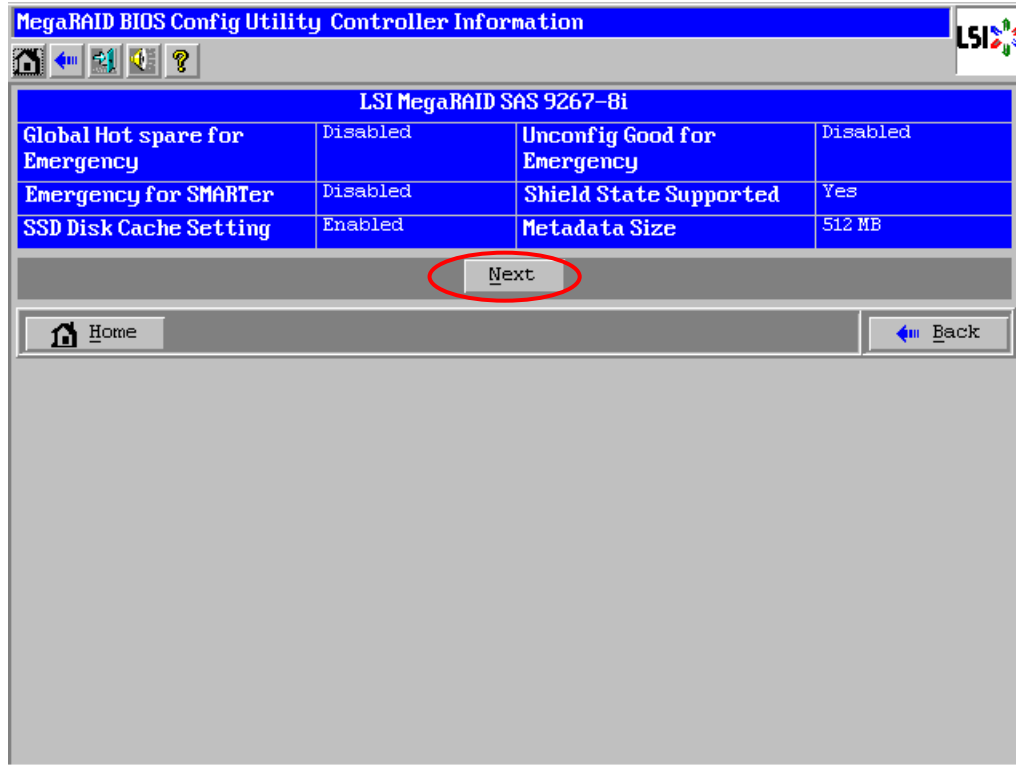 MegaRAID BIOS Config Utility Controller Information
LSI
?
LSI MegaRAID SAS 9267-8i
Global Hot spare for Emergency Disabled Unconfig Good for Emergency Disabled
Emergency for SMARTer Disabled Shield State Supported Yes
SSD Disk Cache Setting Enabled Metadata Size 512 MB
Next
Home Back